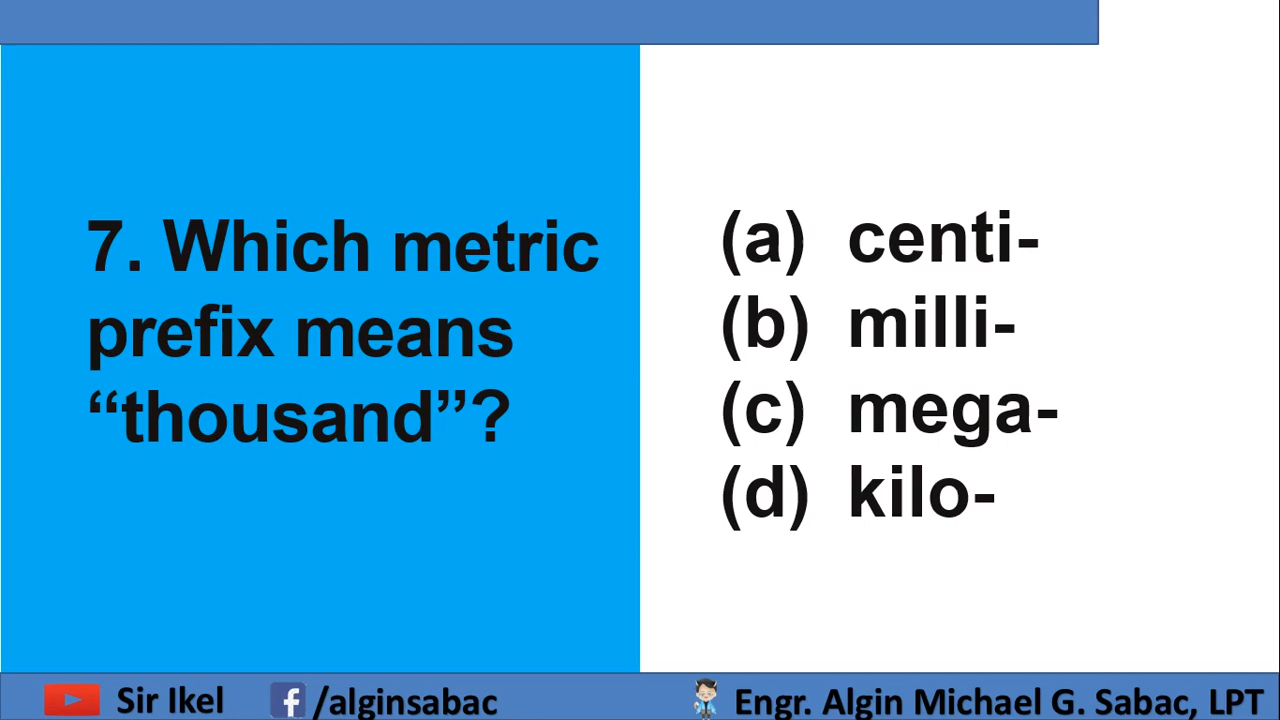 7. Which metric
prefix means
“thousand”?
(a) centi-
(b) milli-
(c) mega-
(d) kilo-
Sir Ikel
/alginsabac
Engr. Algin Michael G. Sabac, LPT